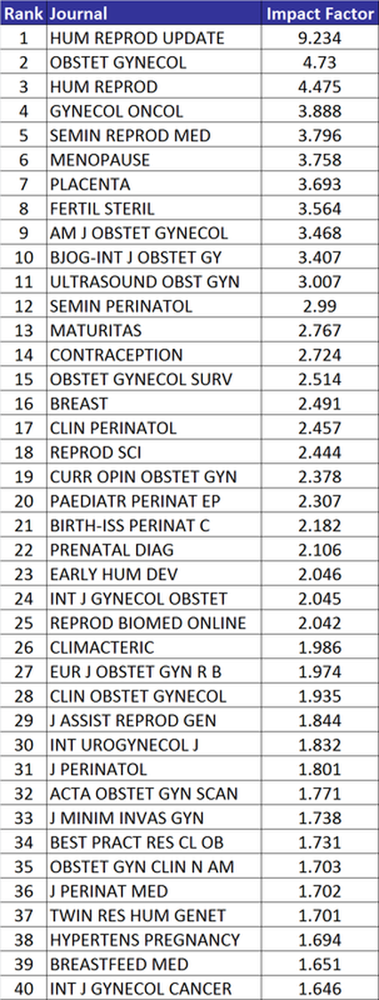 Rank Journal Impact Factor
1 HUM REPROD UPDATE 9.234
2 OBSTET GYNECOL 4.73
3 HUM REPROD 4.475
4 GYNECOL ONCOL 3.888
5 SEMIN REPROD MED 3.796
6 MENOPAUSE 3.758
7 PLACENTA 3.693
8 FERTIL STERIL 3.564
9 AM J OBSTET GYNECOL 3.468
10 BJOG-INT J OBSTET GY 3.407
11 ULTRASOUND OBST GYN 3.007
12 SEMIN PERINATOL 2.99
13 MATURITAS 2.767
14 CONTRACEPTION 2.724
15 OBSTET GYNECOL SURV 2.514
16 BREAST 2.491
17 CLIN PERINATOL 2.457
18 REPROD SCI 2.444
19 CURR OPIN OBSTET GYN 2.378
20 PAEDIATR PERINAT EP 2.307
21 BIRTH-ISS PERINAT C 2.182
22 PRENATAL DIAG 2.106
23 EARLY HUM DEV 2.046
24 INT J GYNECOL OBSTET 2.045
25 REPROD BIOMED ONLINE 2.042
26 CLIMACTERIC 1.986
27 EUR J OBSTET GYN R B 1.974
28 CLIN OBSTET GYNECOL 1.935
29 J ASSIST REPROD GEN 1.844
30 INT UROGYNECOL J 1.832
31 J PERINATOL 1.801
32 ACTA OBSTET GYN SCAN 1.771
33 J MINIM INVAS GYN 1.738
34 BEST PRACT RES CL OB 1.731
35 OBSTET GYN CLIN N AM 1.703
36 J PERINAT MED 1.702
37 TWIN RES HUM GENET 1.701
38 HYPERTENS PREGNANCY 1.694
39 BREASTFEED MED 1.651
40 INT J GYNECOL CANCER 1.646